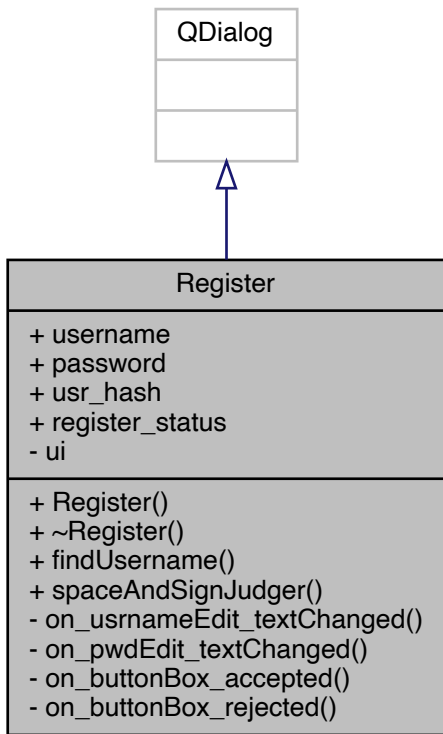 QDialog
Register
+ username
+ password
+ usr_hash
+ register_status
- ui
+ Register()
+ ~Register()
+ findUsername()
+ spaceAndSignJudger()
- on_usrnameEdit_textChanged()
- on_pwdEdit_textChanged()
- on_buttonBox_accepted()
- on_buttonBox_rejected()